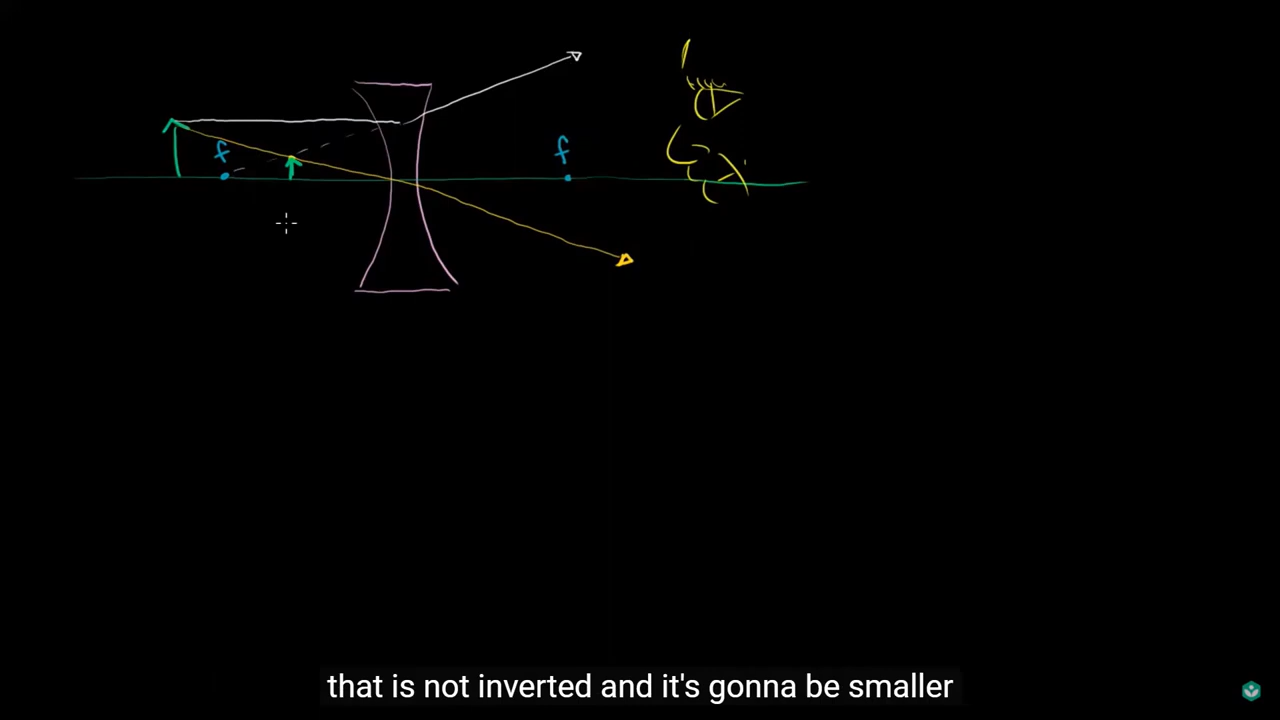 f
f
that is not inverted and it's gonna be smaller